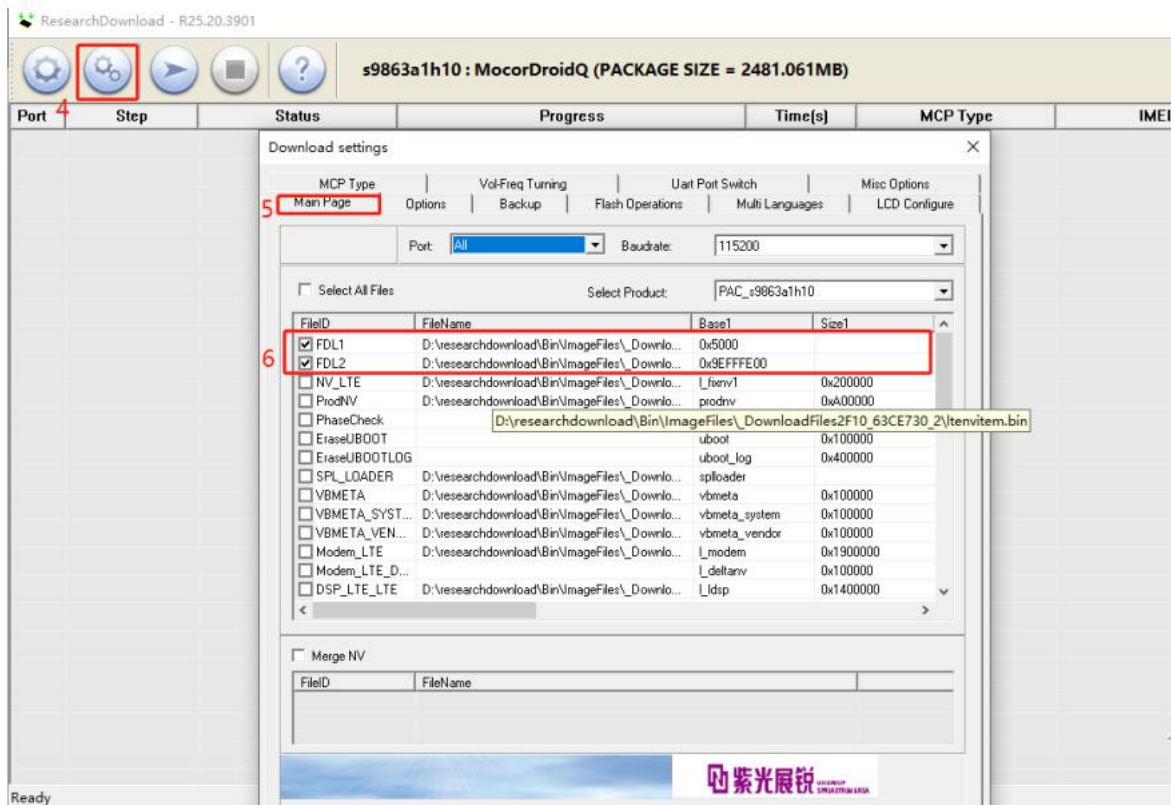 ResearchDownload - R25.20.3901
s9863a1h10 : MocorDroidQ (PACKAGE SIZE = 2481.061MB)
4
Port Step Status Progress Time(s) MCP Type IMEI
Download settings
MCP Type Vol-Freq Turning Uart Port Switch Misc Options
5 Main Page Options Backup Flash Operations Multi Languages LCD Configure
Port: All Baudrate: 115200
Select All Files Select Product: PAC_s9863a1h10
FileID FileName Base1 Size1
6
FDL1 D:\researchdownload\Bin\ImageFiles\_Downlo... 0x5000
FDL2 D:\researchdownload\Bin\ImageFiles\_Downlo... 0x9EFFFE00
NV_LTE D:\researchdownload\Bin\ImageFiles\_Downlo... l_fixnv1 0x200000
ProdNV D:\researchdownload\Bin\ImageFiles\_Downlo... prodnv 0xA00000
PhaseCheck D:\researchdownload\Bin\ImageFiles\_DownloadFiles2F10_63CE730_2\ltenvitem.bin
EraseUBOOT uboot 0x100000
EraseUBOOTLOG uboot_log 0x400000
SPL_LOADER D:\researchdownload\Bin\ImageFiles\_Downlo... splloader
VBMETA D:\researchdownload\Bin\ImageFiles\_Downlo... vbmeta 0x100000
VBMETA_SYST... D:\researchdownload\Bin\ImageFiles\_Downlo... vbmeta_system 0x100000
VBMETA_VEN... D:\researchdownload\Bin\ImageFiles\_Downlo... vbmeta_vendor 0x100000
Modem_LTE D:\researchdownload\Bin\ImageFiles\_Downlo... l_modem 0x1900000
Modem_LTE_D... l_deltanv 0x100000
DSP_LTE_LTE D:\researchdownload\Bin\ImageFiles\_Downlo... l_ldsp 0x1400000
Merge NV
FileID FileName
紫光展锐
Ready